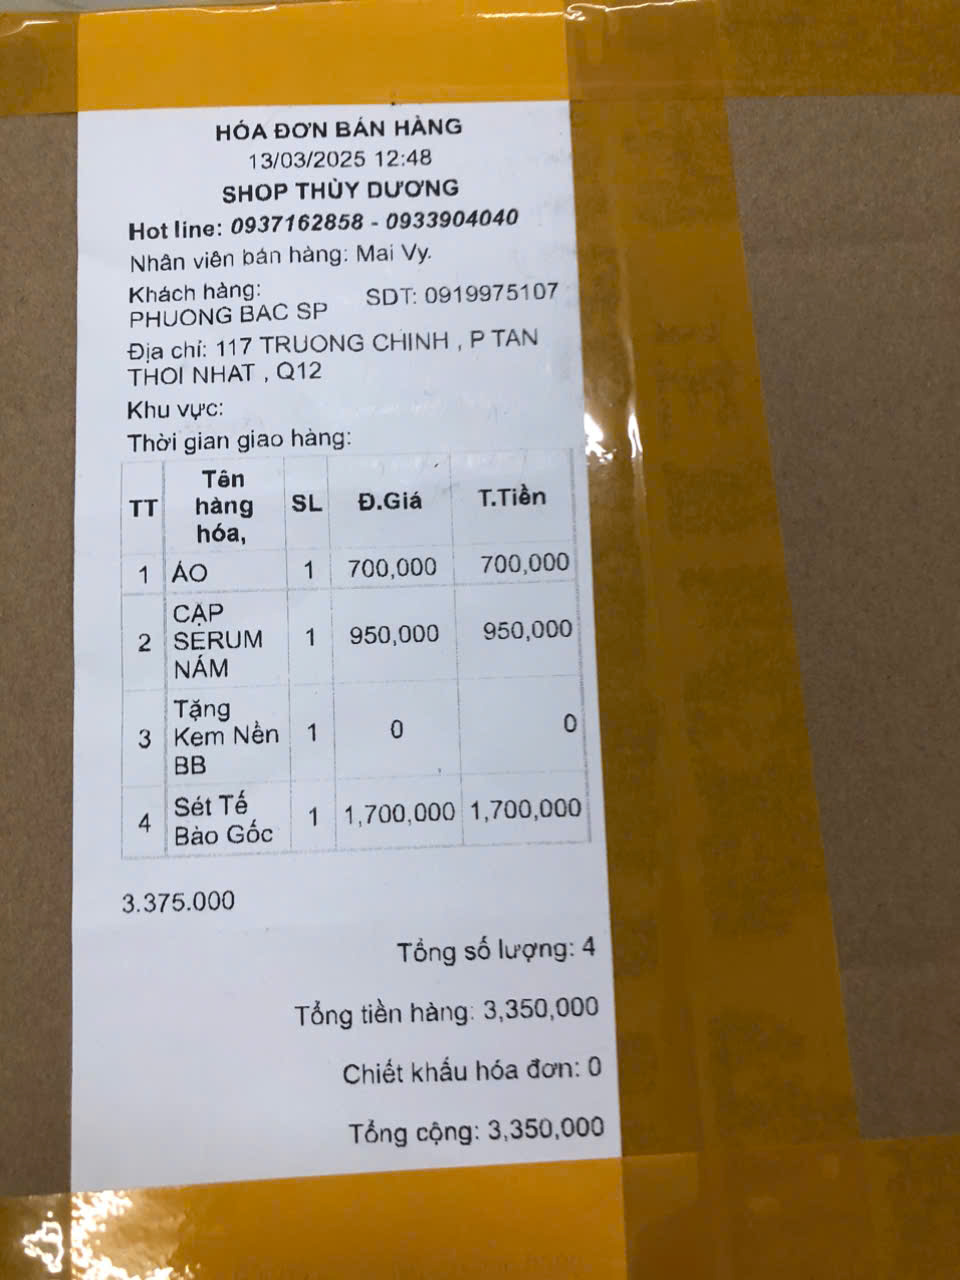 HÓA ĐƠN BÁN HÀNG
13/03/2025 12:48
SHOP THÙY DƯƠNG
Hot line: 0937162858 - 0933904040
Nhân viên bán hàng: Mai Vy.
Khách hàng: SDT: 0919975107
PHUONG BAC SP
Địa chỉ: 117 TRUONG CHINH , P TAN
THOI NHAT , Q12
Khu vực:
Thời gian giao hàng:
TT Tên hàng hóa, SL Đ.Giá T.Tiền
1 ÁO 1 700,000 700,000
2 CẶP SERUM NÁM 1 950,000 950,000
3 Tặng Kem Nền BB 1 0 0
4 Sét Tế Bào Gốc 1 1,700,000 1,700,000
3.375.000
Tổng số lượng: 4
Tổng tiền hàng: 3,350,000
Chiết khấu hóa đơn: 0
Tổng cộng: 3,350,000